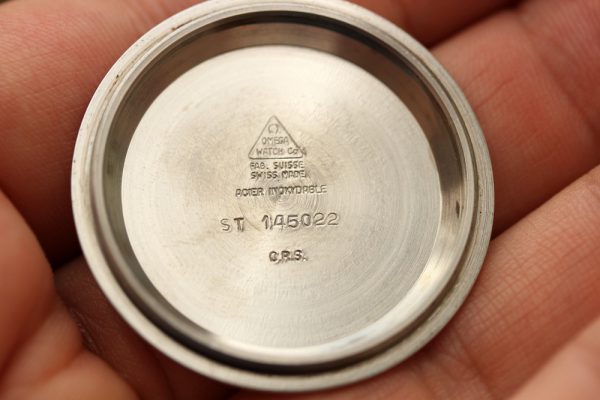 OMEGA
WATCH Co
FAB. SUISSE
SWISS MADE
ACIER INOXYDABLE
ST 145022
C.R.S.